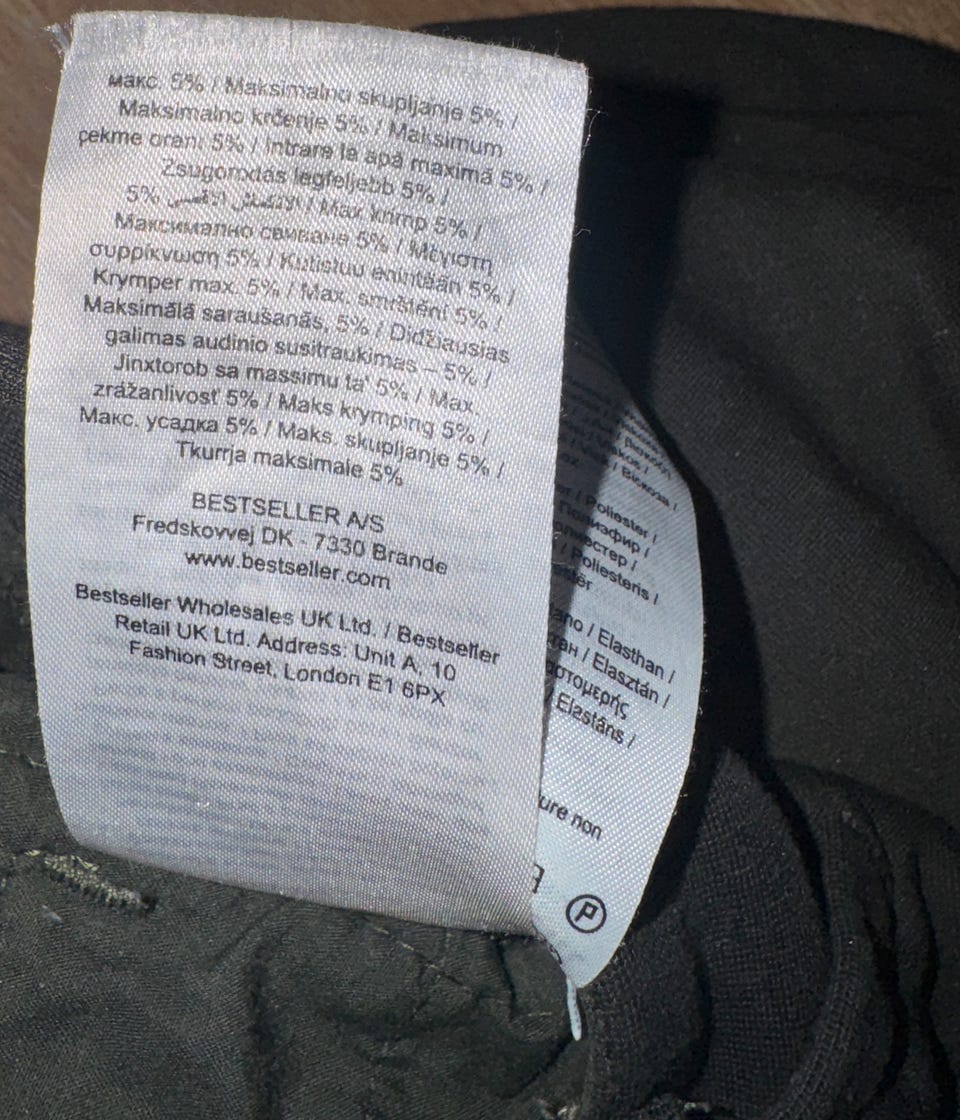 макс. 5% / Maksimalno skupljanje 5% /
Maksimalno krčenje 5% / Maksimum
çekme oranı 5% / Intrare la apă maximă 5% /
Zsugorodás legfeljebb 5% /
5% الانكماش الأقصى / Max krimp 5% /
Максимално свиване 5% / Μέγιστη
συρρίκνωση 5% / Kutistuu enintään 5% /
Krymper max. 5% / Max. smrštění 5% /
Maksimālā saraušanās, 5% / Didžiausias
galimas audinio susitraukimas – 5% /
Jinxtorob sa massimu ta' 5% / Max.
zrážanlivosť 5% / Maks krymping 5% /
Макс. усадка 5% / Maks. skupljanje 5% /
Tkurrja maksimale 5%
BESTSELLER A/S
Fredskovvej DK - 7330 Brande
www.bestseller.com
Bestseller Wholesales UK Ltd. / Bestseller
Retail UK Ltd. Address: Unit A, 10
Fashion Street, London E1 6PX
/ Вискоза /
/ Poliester /
Полиэфир /
/ Poliesteris /
/ Elasthan /
/ Elasztán /
/ Elastāns /
non
P